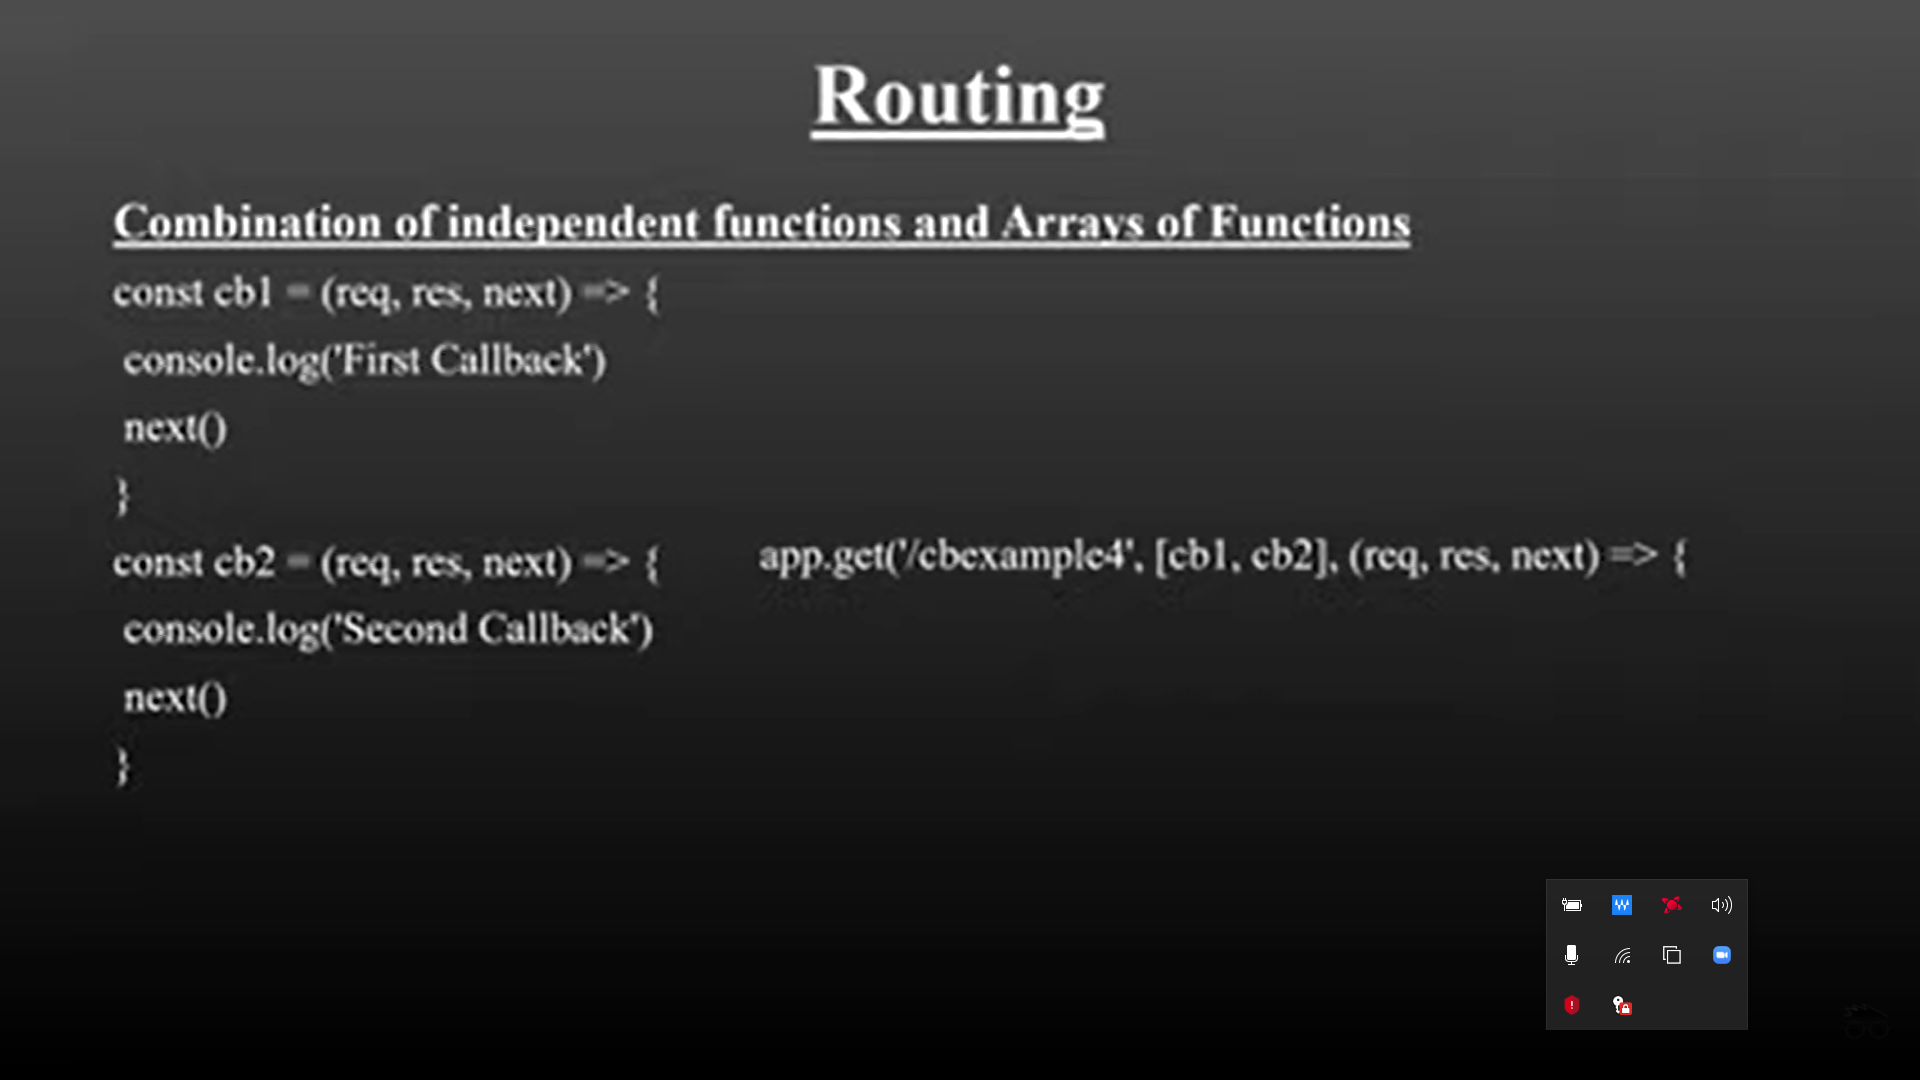 Routing
Combination of independent functions and Arrays of Functions
const cb1 = (req, res, next) => {
console.log('First Callback')
next()
}
const cb2 = (req, res, next) => {
console.log('Second Callback')
next()
}
app.get('/cbexample4', [cb1, cb2], (req, res, next) => {